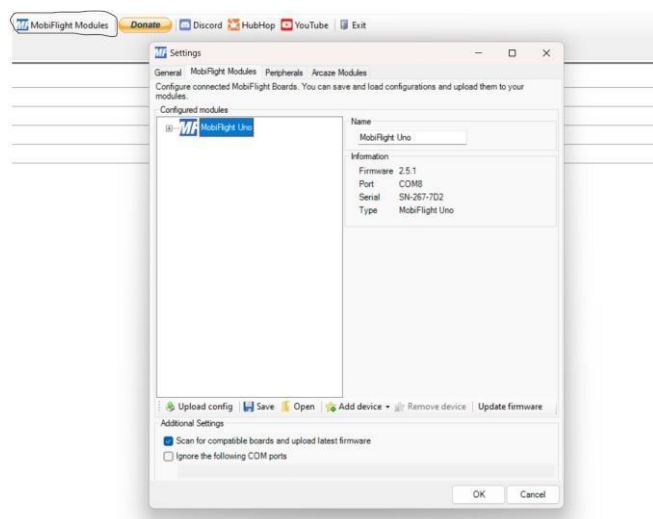 MF MobiFlight Modules Donate Discord HubHop YouTube Exit
MF Settings
General MobiFlight Modules Peripherals Arcaze Modules
Configure connected MobiFlight Boards. You can save and load configurations and upload them to your
modules.
Configured modules
MF MobiFlight Uno
Name
MobiFlight Uno
Information
Firmware 2.5.1
Port COM8
Serial SN-267-7D2
Type MobiFlight Uno
Upload config Save Open Add device Remove device Update firmware
Additional Settings
Scan for compatible boards and upload latest firmware
Ignore the following COM ports
OK Cancel